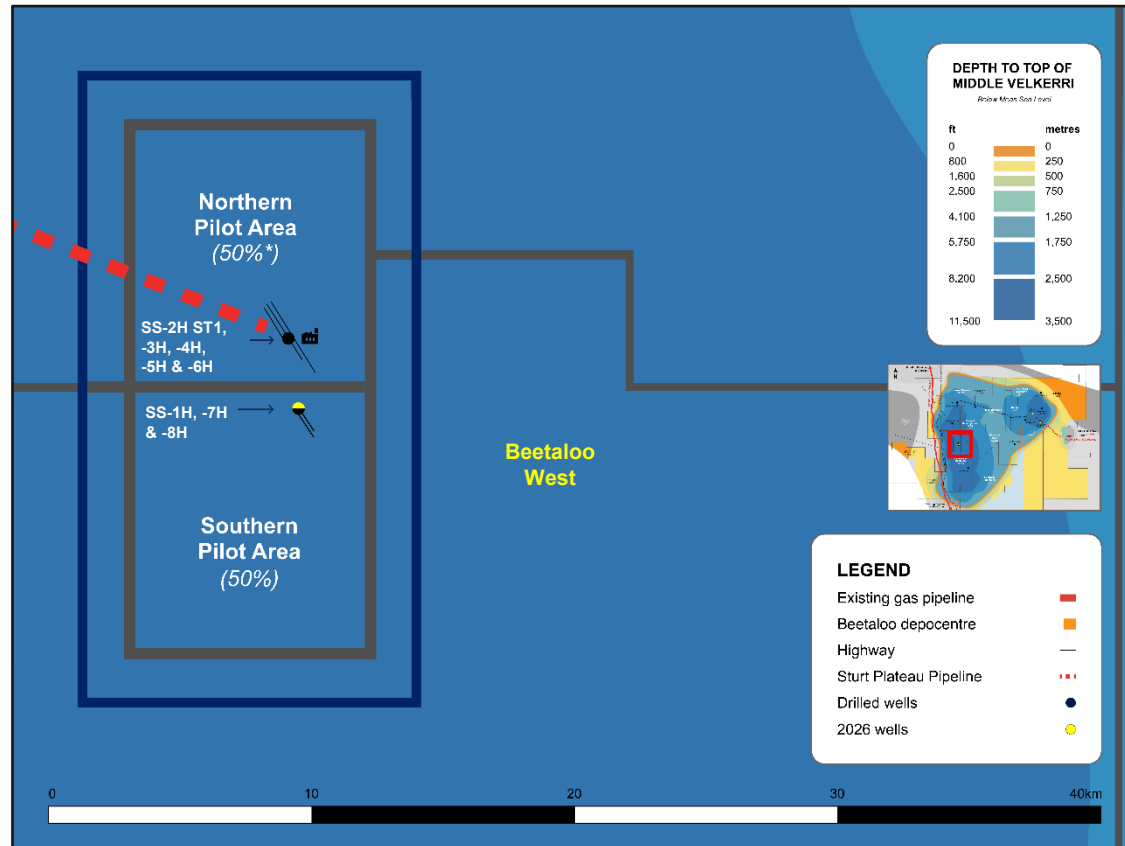 Northern
Pilot Area
(50%*)
SS-2H ST1,
-3H, -4H,
-5H & -6H
SS-1H, -7H
& -8H
Southern
Pilot Area
(50%)
Beetaloo
West
DEPTH TO TOP OF
MIDDLE VELKERRI
Below Mean Sea Level
ft metres
0 0
800 250
1,600 500
2,500 750
4,100 1,250
5,750 1,750
8,200 2,500
11,500 3,500
LEGEND
Existing gas pipeline
Beetaloo depocentre
Highway
Sturt Plateau Pipeline
Drilled wells
2026 wells
0 10 20 30 40km